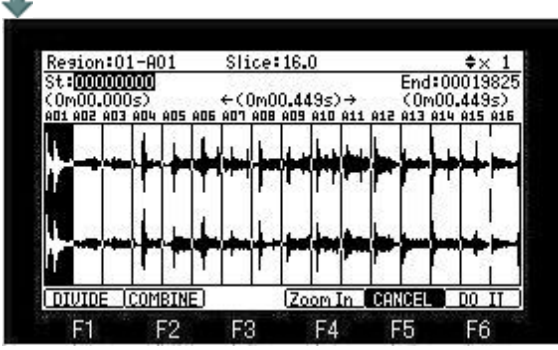 Region:01-A01 Slice:16.0 x 1
St:00000000 End:00019825
(0m00.000s) ←(0m00.449s)→ (0m00.449s)
A01 A02 A03 A04 A05 A06 A07 A08 A09 A10 A11 A12 A13 A14 A15 A16
DIVIDE COMBINE Zoom In CANCEL DO IT
F1 F2 F3 F4 F5 F6